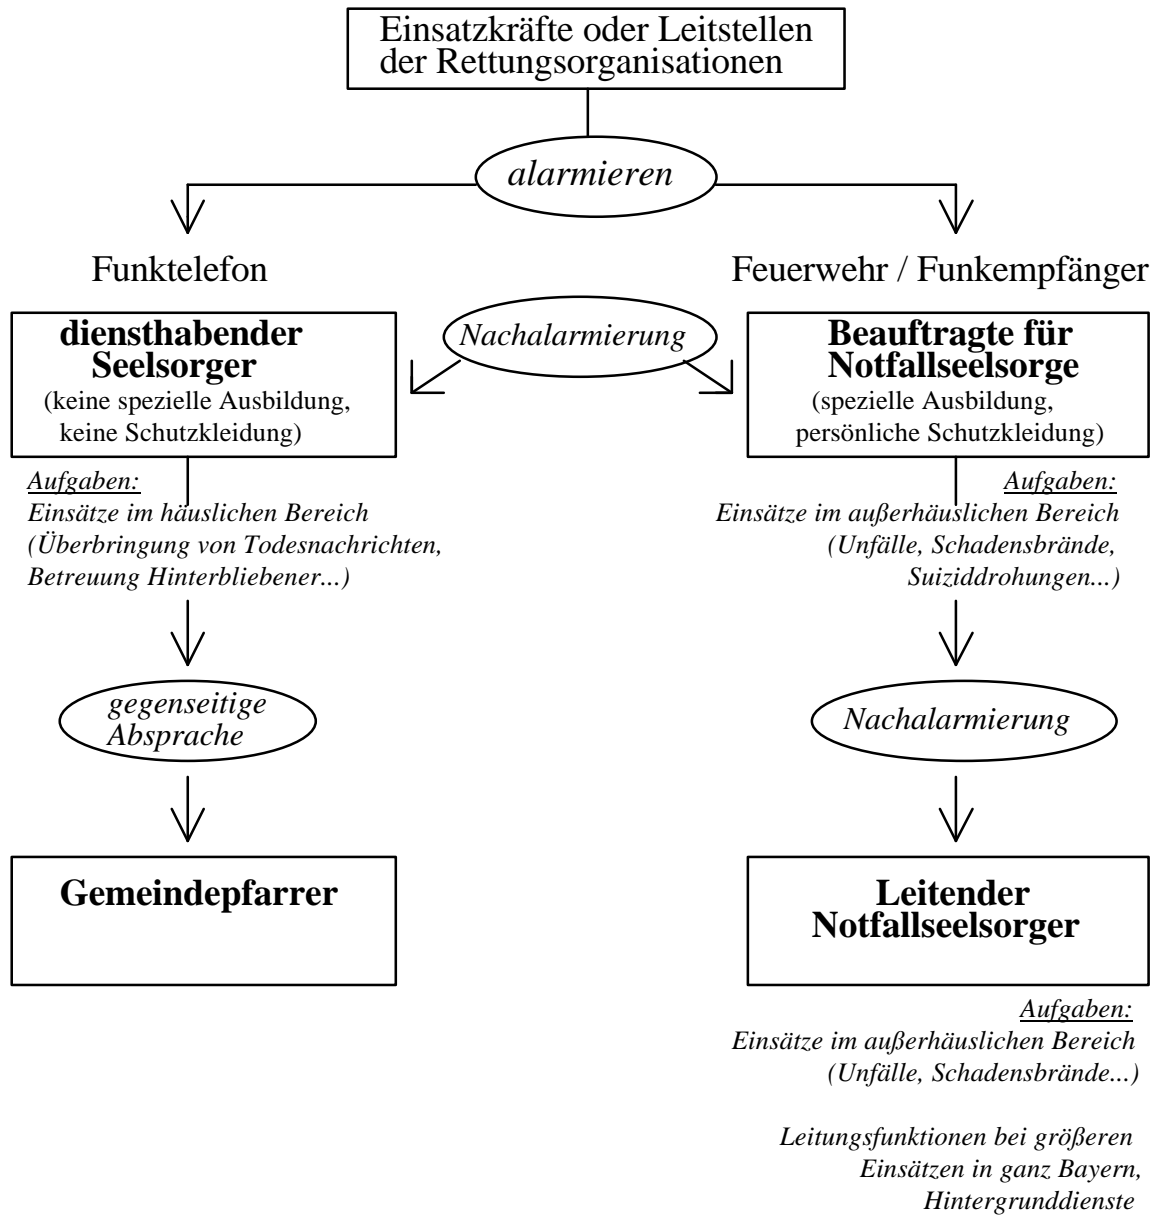 Einsatzkräfte oder Leitstellen
der Rettungsorganisationen
alarmieren
Funktelefon
Feuerwehr / Funkempfänger
diensthabender
Seelsorger
(keine spezielle Ausbildung,
keine Schutzkleidung)
Nachalarmierung
Beauftragte für
Notfallseelsorge
(spezielle Ausbildung,
persönliche Schutzkleidung)
Aufgaben:
Einsätze im häuslichen Bereich
(Überbringung von Todesnachrichten,
Betreuung Hinterbliebener...)
Aufgaben:
Einsätze im außerhäuslichen Bereich
(Unfälle, Schadensbrände,
Suiziddrohungen...)
gegenseitige
Absprache
Nachalarmierung
Gemeindepfarrer
Leitender
Notfallseelsorger
Aufgaben:
Einsätze im außerhäuslichen Bereich
(Unfälle, Schadensbrände...)
Leitungsfunktionen bei größeren
Einsätzen in ganz Bayern,
Hintergrunddienste